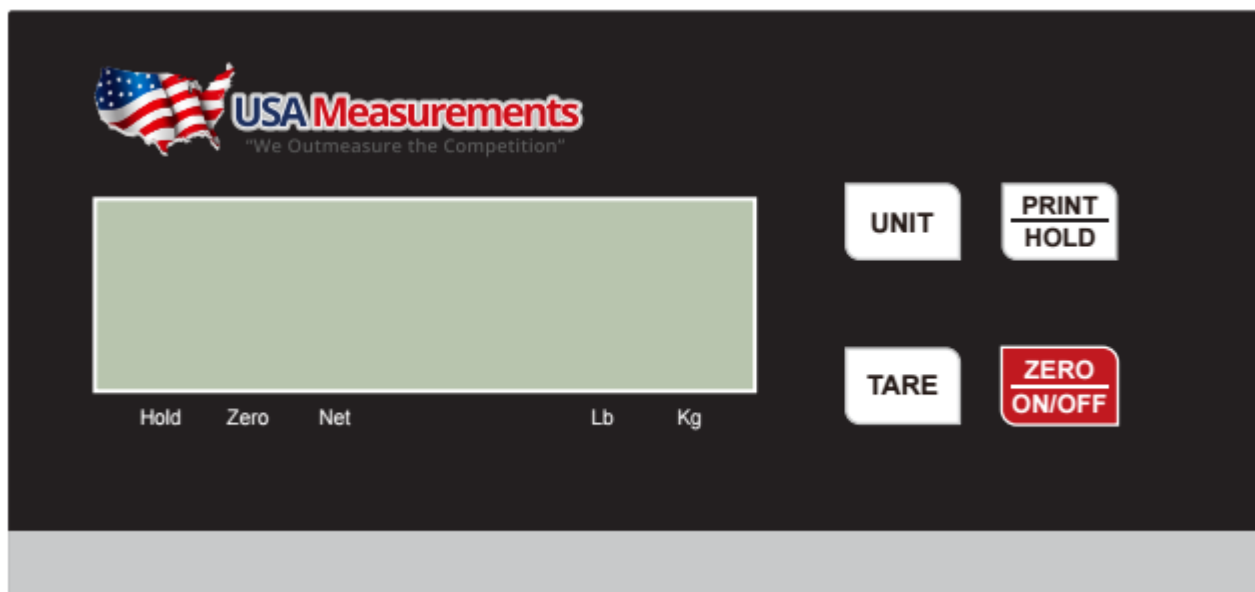 USA Measurements
"We Outmeasure the Competition"
UNIT
PRINT
HOLD
TARE
ZERO
ON/OFF
Hold Zero Net Lb Kg